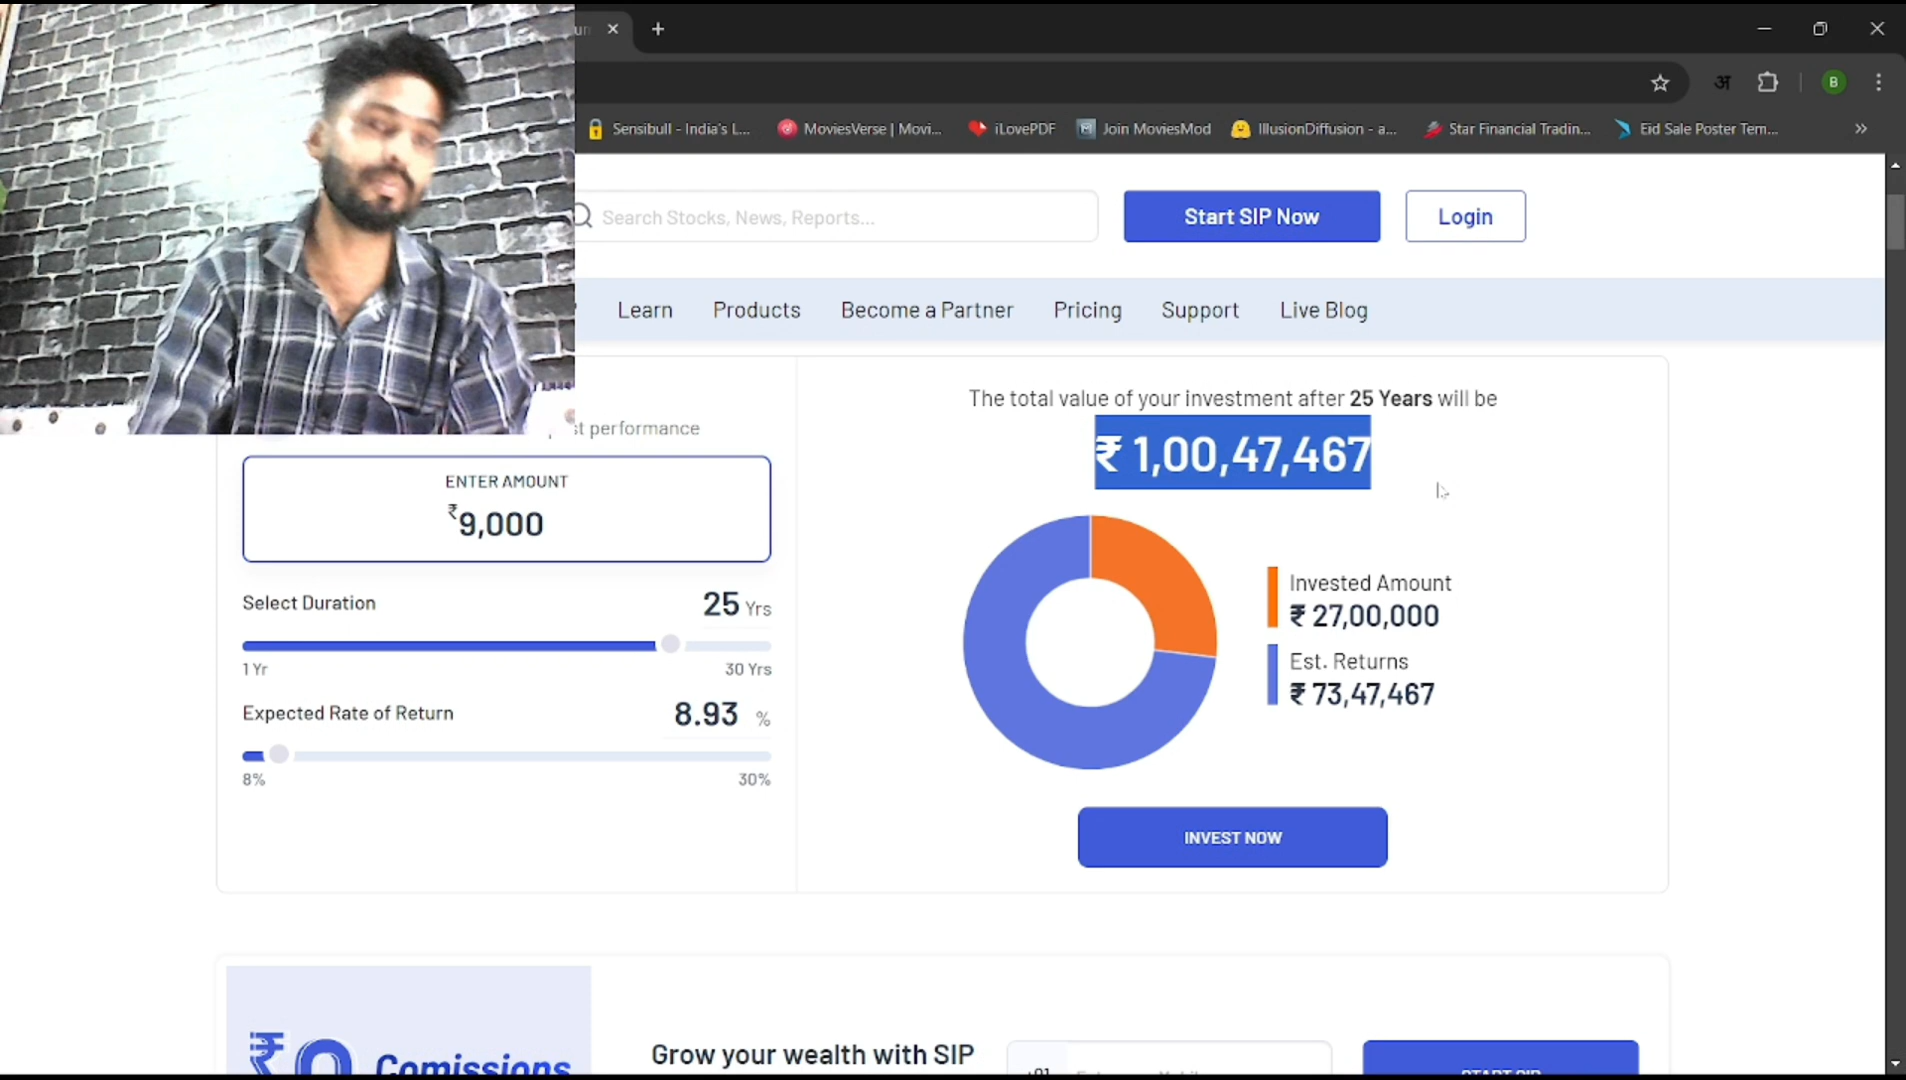 Sensibull - India's L...
MoviesVerse | Movi...
iLovePDF
Join MoviesMod
IllusionDiffusion - a...
Star Financial Tradin...
Eid Sale Poster Tem...
अ
B
Search Stocks, News, Reports...
Start SIP Now
Login
Learn
Products
Become a Partner
Pricing
Support
Live Blog
performance
ENTER AMOUNT
₹9,000
Select Duration
25 Yrs
1 Yr
30 Yrs
Expected Rate of Return
8.93 %
8%
30%
The total value of your investment after 25 Years will be
₹ 1,00,47,467
Invested Amount
₹ 27,00,000
Est. Returns
₹ 73,47,467
INVEST NOW
₹0 Comissions
Grow your wealth with SIP
START SIP